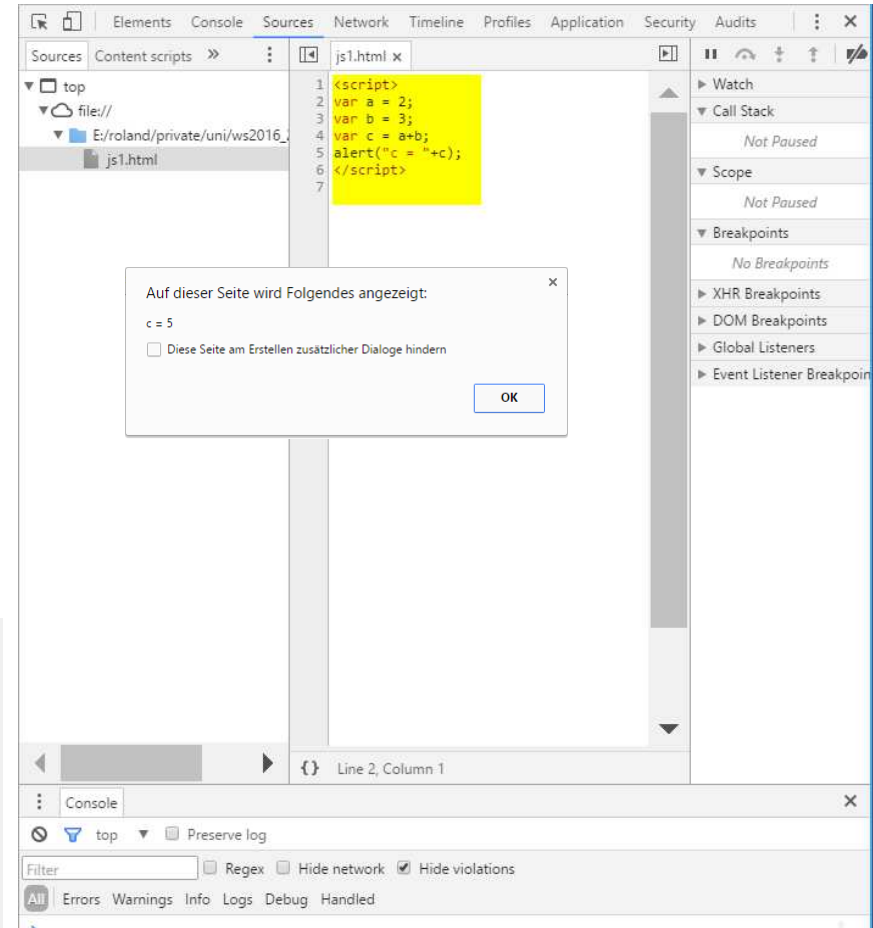 Elements Console Sources Network Timeline Profiles Application Security Audits
Sources Content scripts »
js1.html ×
top
file://
E:/roland/private/uni/ws2016_
js1.html
1 <script>
2 var a = 2;
3 var b = 3;
4 var c = a+b;
5 alert("c = "+c);
6 </script>
7
Watch
Call Stack
Not Paused
Scope
Not Paused
Breakpoints
No Breakpoints
XHR Breakpoints
DOM Breakpoints
Global Listeners
Event Listener Breakpoin
Auf dieser Seite wird Folgendes angezeigt:
c = 5
Diese Seite am Erstellen zusätzlicher Dialoge hindern
OK
{} Line 2, Column 1
Console
top Preserve log
Filter Regex Hide network Hide violations
All Errors Warnings Info Logs Debug Handled